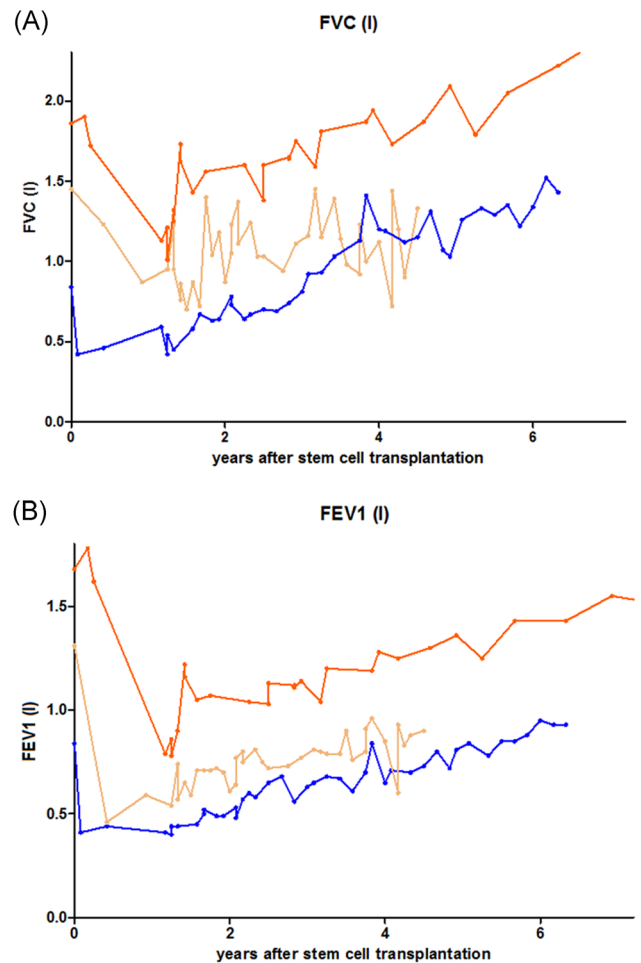 (A)
FVC (l)
FVC (l)
2.0
1.5
1.0
0.5
0.0
0 2 4 6
years after stem cell transplantation
(B)
FEV1 (l)
FEV1 (l)
1.5
1.0
0.5
0.0
0 2 4 6
years after stem cell transplantation